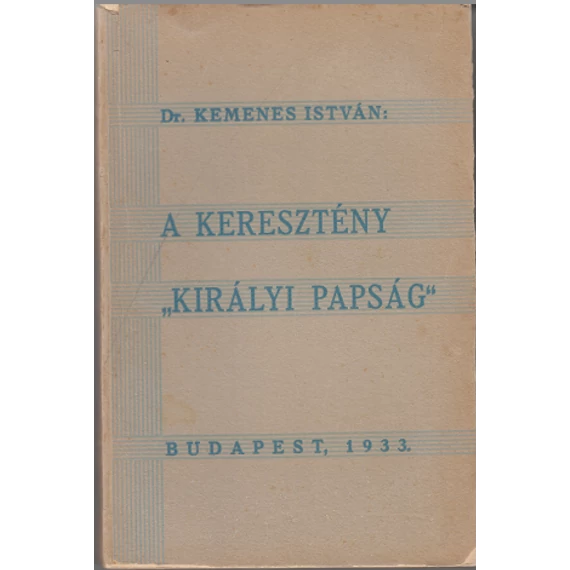 Dr. KEMENES ISTVÁN:
A KERESZTÉNY
„KIRÁLYI PAPSÁG“
BUDAPEST, 1933.